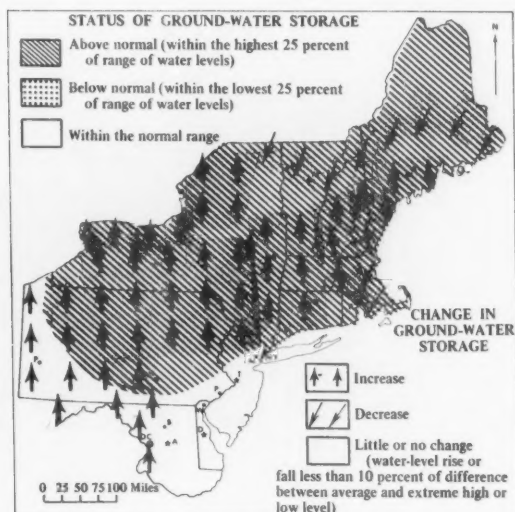 STATUS OF GROUND-WATER STORAGE
Above normal (within the highest 25 percent
of range of water levels)
Below normal (within the lowest 25 percent
of range of water levels)
Within the normal range
N
CHANGE IN
GROUND-WATER
STORAGE
Increase
Decrease
Little or no change
(water-level rise or
fall less than 10 percent of difference
between average and extreme high or
low level)
0 25 50 75 100 Miles